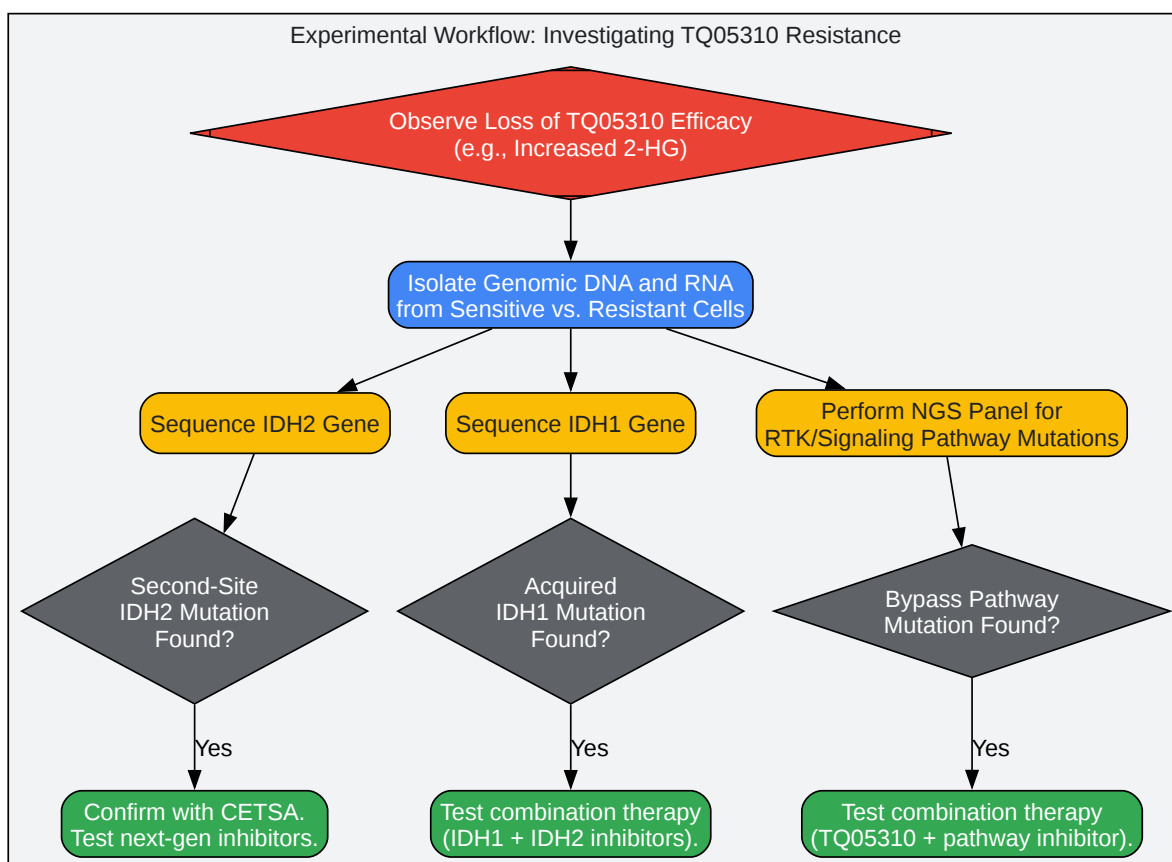 Experimental Workflow: Investigating TQ05310 Resistance
Observe Loss of TQ05310 Efficacy
(e.g., Increased 2-HG)
Isolate Genomic DNA and RNA
from Sensitive vs. Resistant Cells
Sequence IDH2 Gene
Sequence IDH1 Gene
Perform NGS Panel for
RTK/Signaling Pathway Mutations
Second-Site
IDH2 Mutation
Found?
Acquired
IDH1 Mutation
Found?
Bypass Pathway
Mutation Found?
Yes
Yes
Yes
Confirm with CETSA.
Test next-gen inhibitors.
Test combination therapy
(IDH1 + IDH2 inhibitors).
Test combination therapy
(TQ05310 + pathway inhibitor).